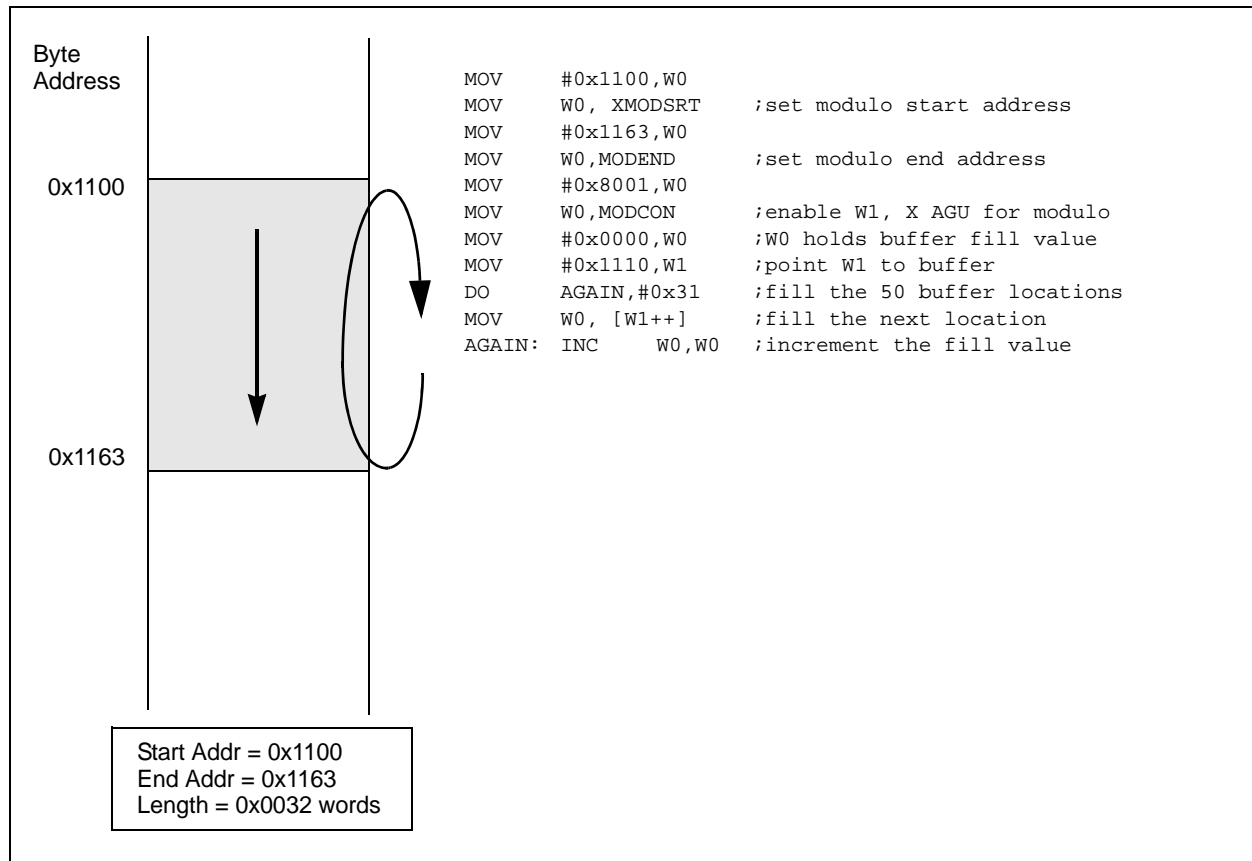 Byte
Address
0x1100
0x1163
MOV #0x1100,W0
MOV W0, XMODSRT ;set modulo start address
MOV #0x1163,W0
MOV W0,MODEND ;set modulo end address
MOV #0x8001,W0
MOV W0,MODCON ;enable W1, X AGU for modulo
MOV #0x0000,W0 ;W0 holds buffer fill value
MOV #0x1110,W1 ;point W1 to buffer
DO AGAIN,#0x31 ;fill the 50 buffer locations
MOV W0, [W1++] ;fill the next location
AGAIN: INC W0,W0 ;increment the fill value
Start Addr = 0x1100
End Addr = 0x1163
Length = 0x0032 words